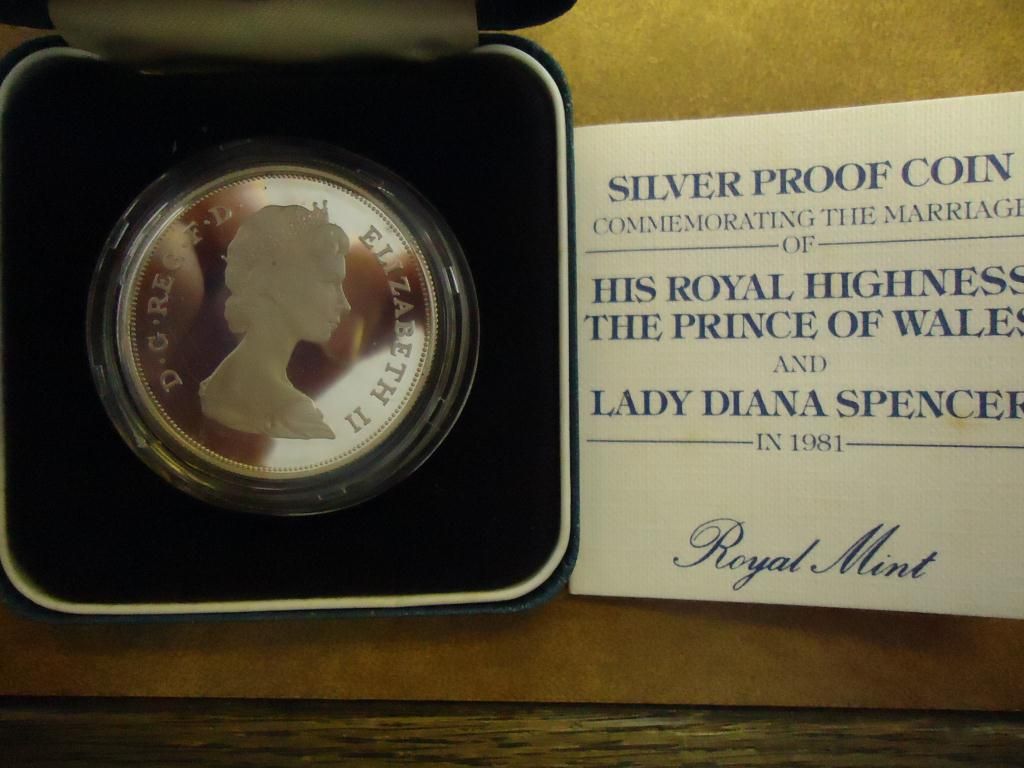 D·G·REG·F·D
ELIZABETH II
SILVER PROOF COIN
COMMEMORATING THE MARRIAGE
OF
HIS ROYAL HIGHNESS
THE PRINCE OF WALES
AND
LADY DIANA SPENCER
IN 1981
Royal Mint